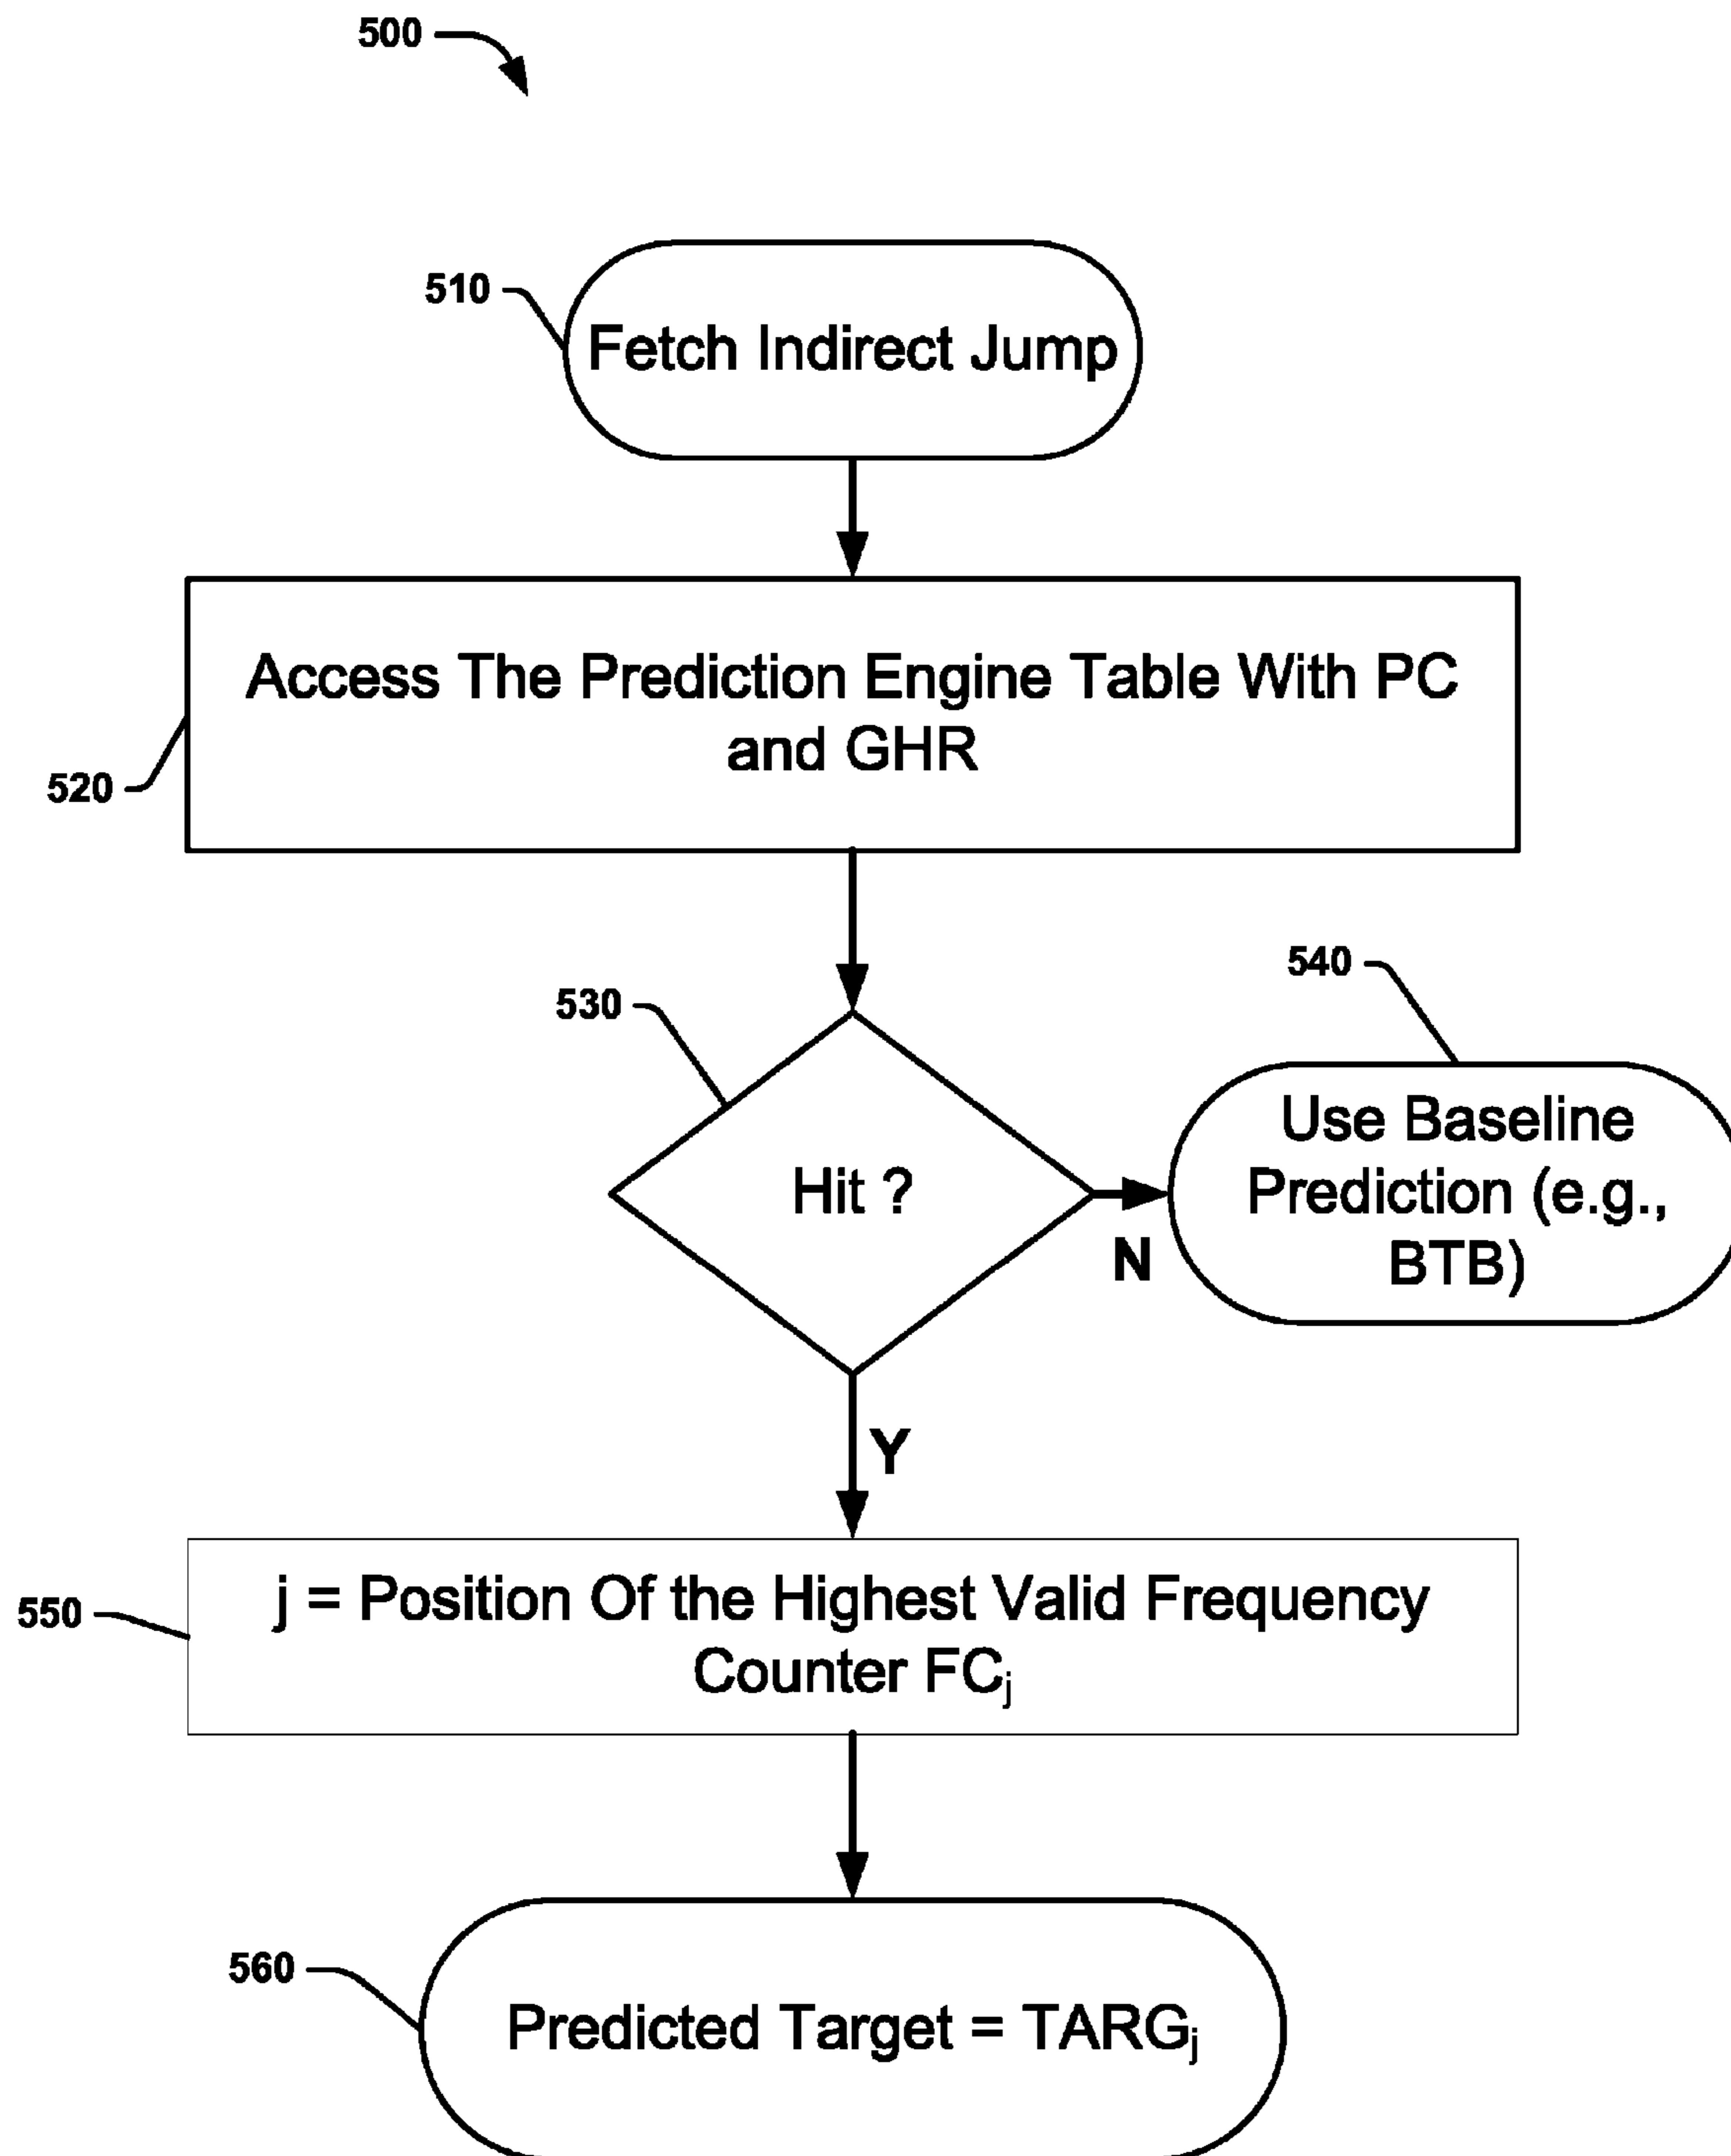 500
510
Fetch Indirect Jump
Access The Prediction Engine Table With PC
and GHR
520
540
530
Use Baseline
Prediction (e.g.,
BTB)
Hit ?
N
Y
550
j = Position Of the Highest Valid Frequency
Counter FCj
560
Predicted Target = TARGj